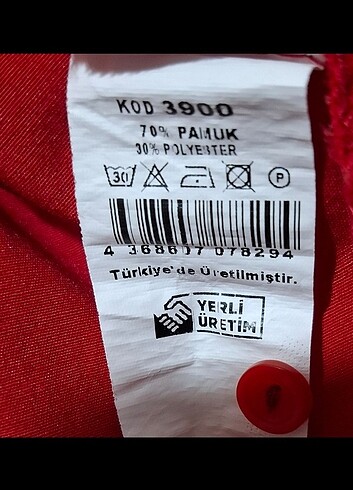 KOD 3900
70% PAMUK
30% POLYESTER
30 P
4 368607 078294
Türkiye'de Üretilmiştir.
YERLİ
ÜRETİM